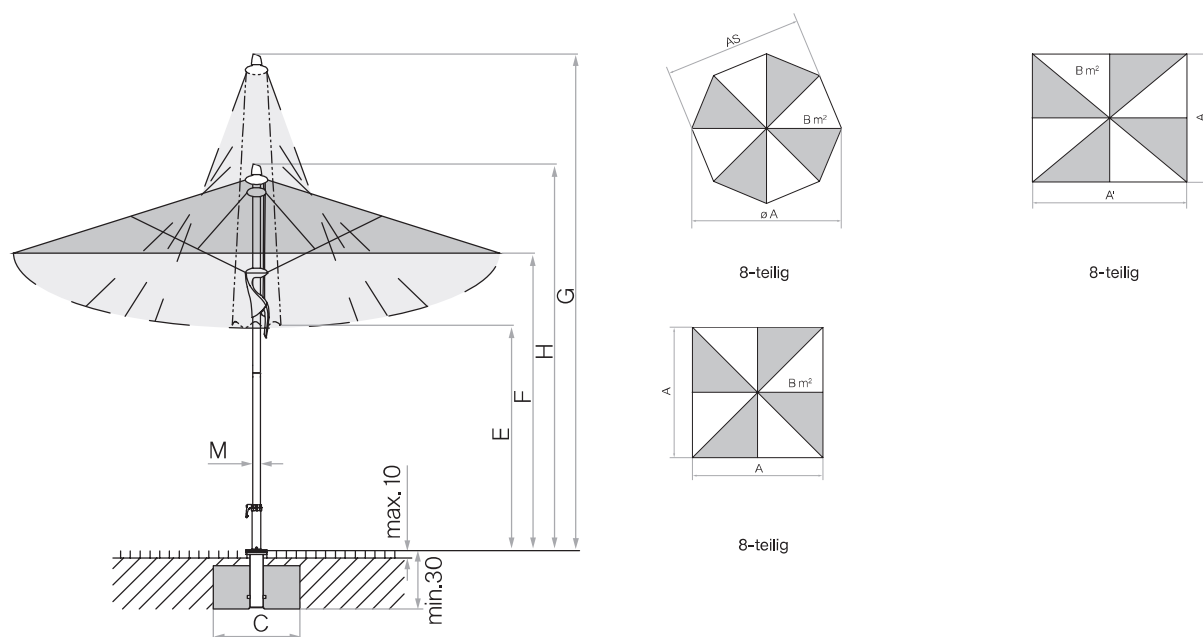 AS
B m²
ø A
8-teilig
B m²
A
A'
8-teilig
A
B m²
A
8-teilig
G
H
F
E
M
max.10
min.30
C